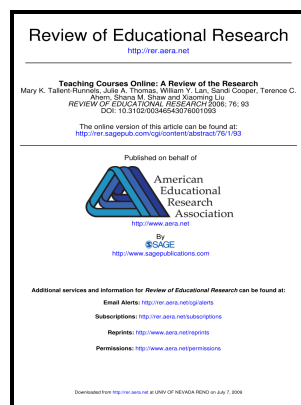 Review of Educational Research
http://rer.aera.net
Teaching Courses Online: A Review of the Research
Mary K. Tallent-Runnels, Julie A. Thomas, William Y. Lan, Sandi Cooper, Terence C.
Ahern, Shana M. Shaw and Xiaoming Liu
REVIEW OF EDUCATIONAL RESEARCH 2006; 76; 93
DOI: 10.3102/00346543076001093
The online version of this article can be found at:
http://rer.sagepub.com/cgi/content/abstract/76/1/93
Published on behalf of
American
Educational
Research
Association
http://www.aera.net
By
SAGE
http://www.sagepublications.com
Additional services and information for Review of Educational Research can be found at:
Email Alerts: http://rer.aera.net/cgi/alerts
Subscriptions: http://rer.aera.net/subscriptions
Reprints: http://www.aera.net/reprints
Permissions: http://www.aera.net/permissions
Downloaded from http://rer.aera.net at UNIV OF NEVADA RENO on July 7, 2009